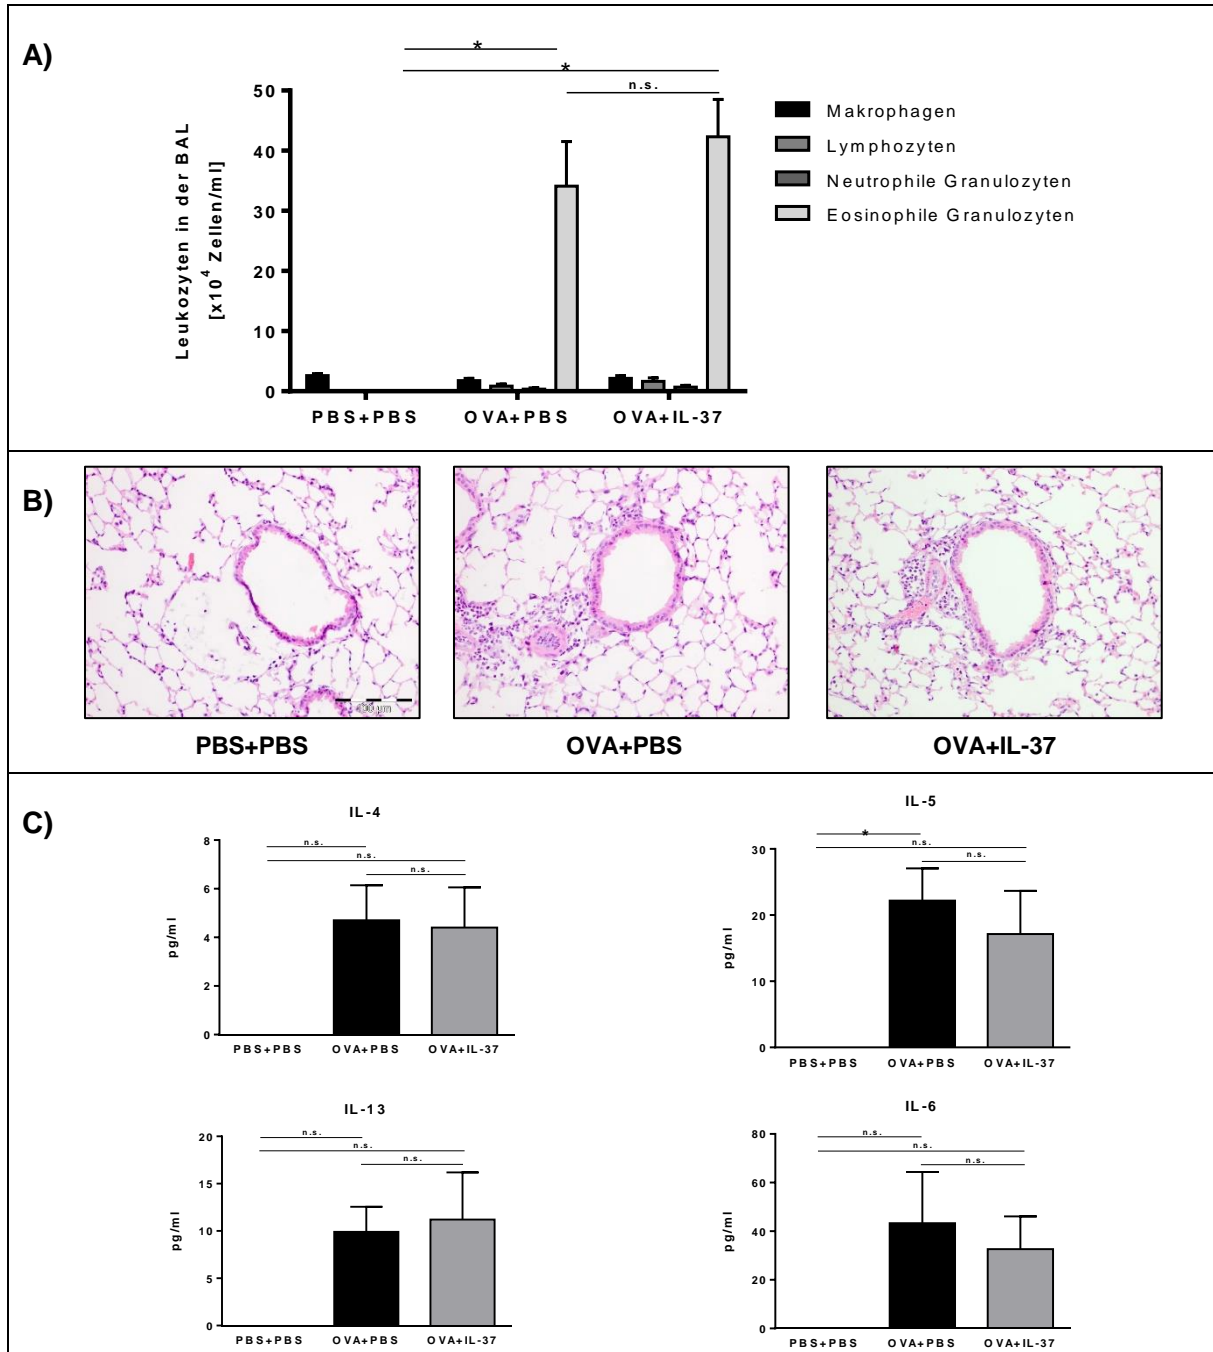 A)
*
*
n.s.
50
40
30
20
10
0
Leukozyten in der BAL
[x10⁴ Zellen/ml]
PBS+PBS
OVA+PBS
OVA+IL-37
Makrophagen
Lymphozyten
Neutrophile Granulozyten
Eosinophile Granulozyten
B)
100 µm
PBS+PBS
OVA+PBS
OVA+IL-37
C)
IL-4
n.s.
n.s.
n.s.
8
6
4
2
0
pg/ml
PBS+PBS
OVA+PBS
OVA+IL-37
IL-5
*
n.s.
n.s.
30
20
10
0
pg/ml
PBS+PBS
OVA+PBS
OVA+IL-37
IL-13
n.s.
n.s.
n.s.
20
15
10
5
0
pg/ml
PBS+PBS
OVA+PBS
OVA+IL-37
IL-6
n.s.
n.s.
n.s.
80
60
40
20
0
pg/ml
PBS+PBS
OVA+PBS
OVA+IL-37